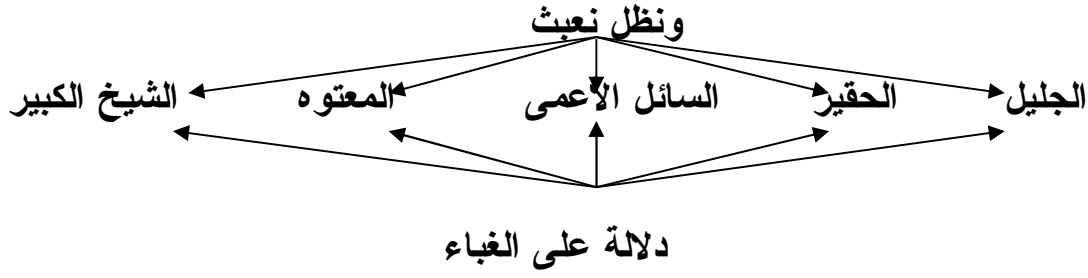 ونظل نعبث
الجليل الحقير السائل الأعمى المعتوه الشيخ الكبير
دلالة على الغباء